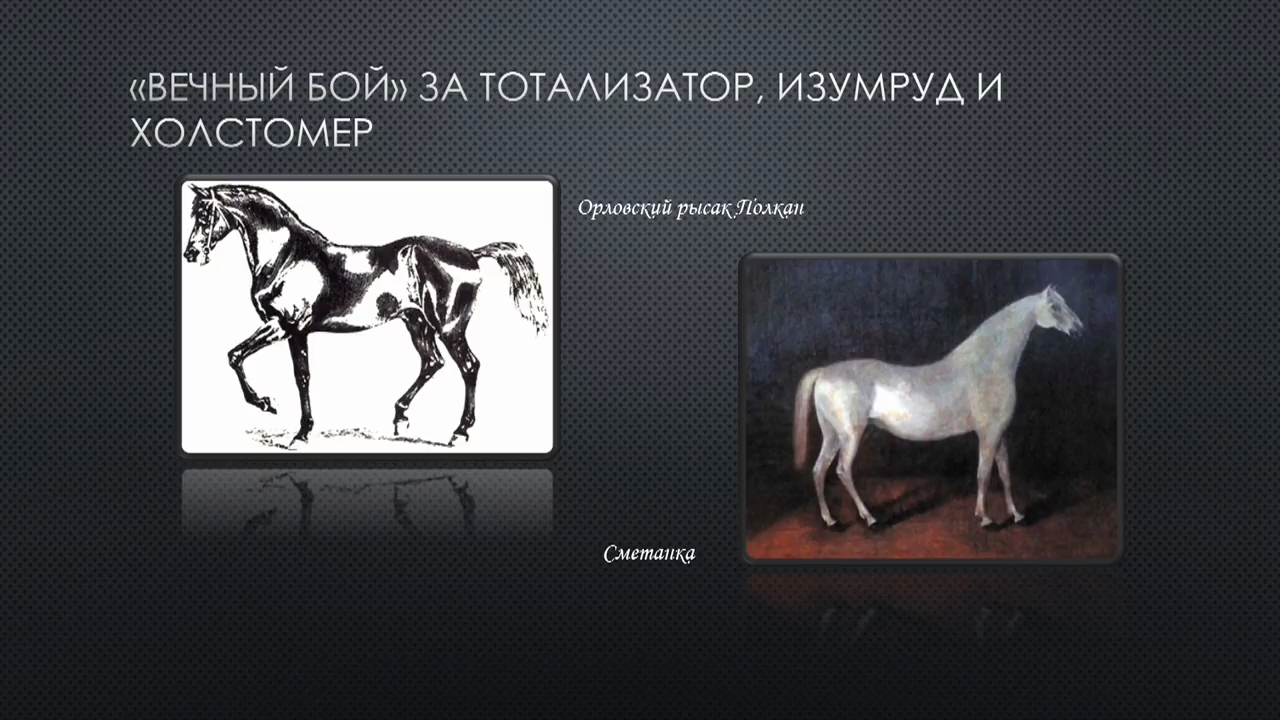 «ВЕЧНЫЙ БОЙ» ЗА ТОТАЛИЗАТОР, ИЗУМРУД И
ХОЛСТОМЕР
Орловский рысак Полкан
Сметанка